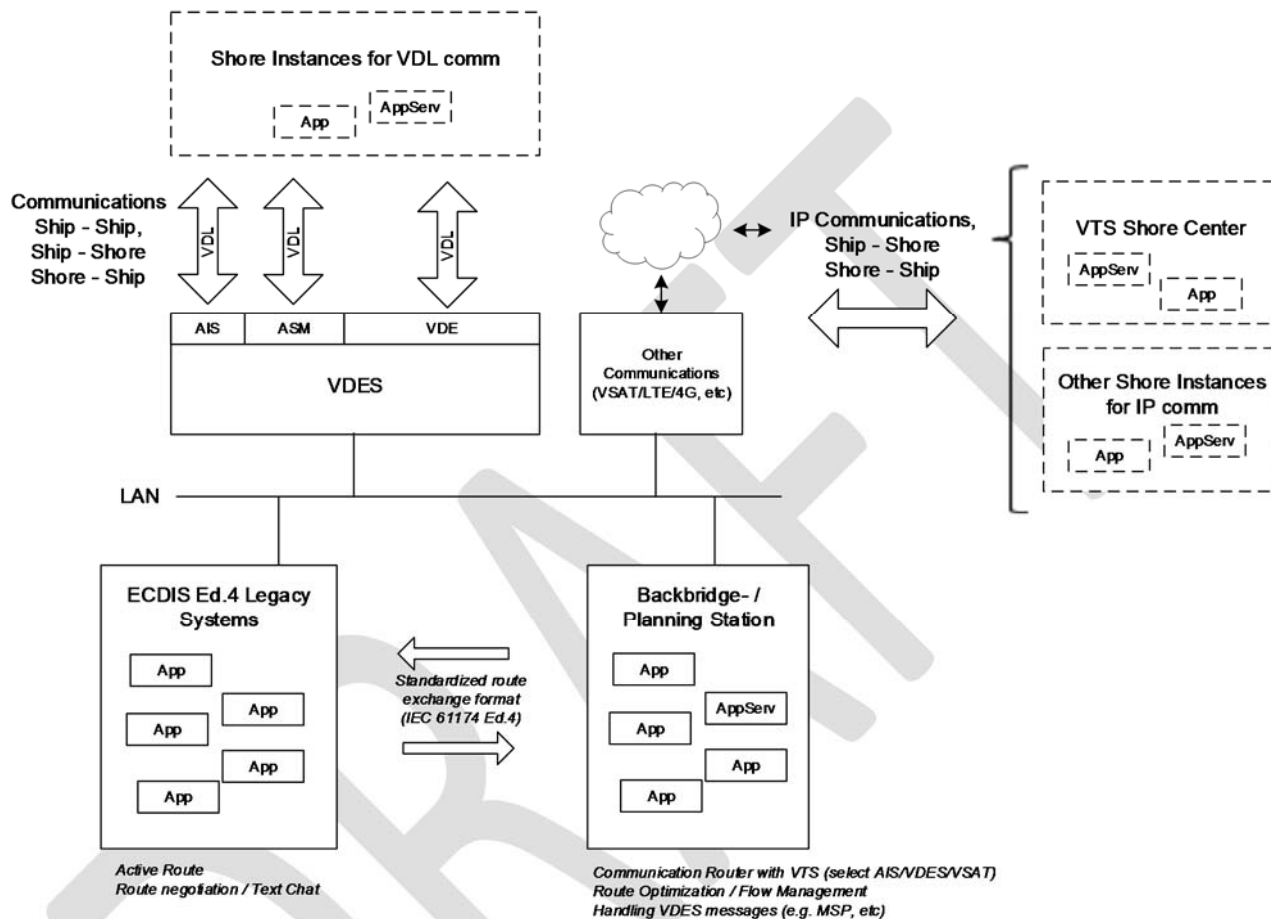 Shore Instances for VDL comm
App
AppServ
Communications
Ship - Ship,
Ship - Shore
Shore - Ship
VDL
VDL
VDL
IP Communications,
Ship - Shore
Shore - Ship
VTS Shore Center
AppServ
App
Other Shore Instances
for IP comm
App
AppServ
AIS
ASM
VDE
VDES
Other
Communications
(VSAT/LTE/4G, etc)
LAN
ECDIS Ed.4 Legacy
Systems
App
App
App
App
App
Standardized route
exchange format
(IEC 61174 Ed.4)
Backbridge- /
Planning Station
App
AppServ
App
App
App
Active Route
Route negotiation / Text Chat
Communication Router with VTS (select AIS/VDES/VSAT)
Route Optimization / Flow Management
Handling VDES messages (e.g. MSP, etc)
DRAFT